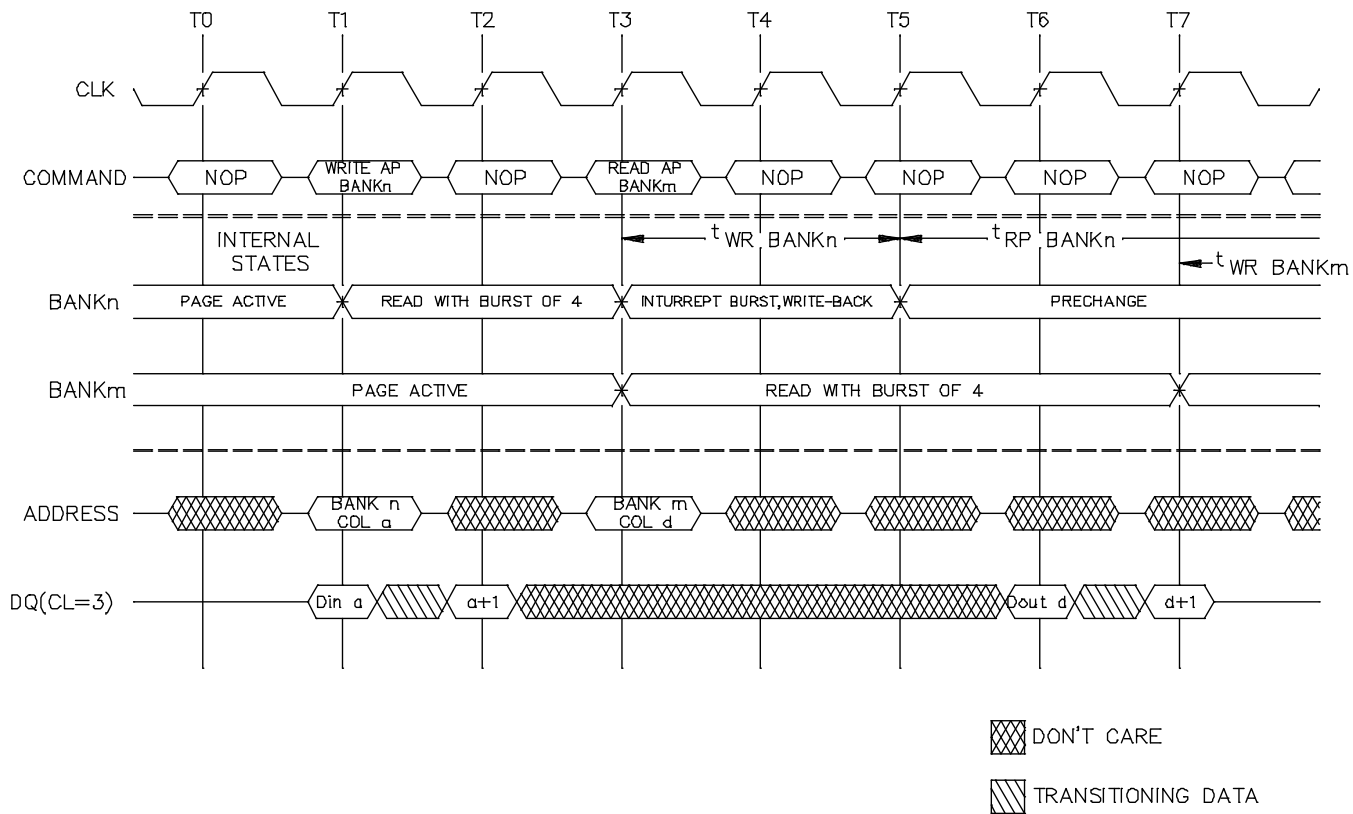 T0 T1 T2 T3 T4 T5 T6 T7
CLK
COMMAND NOP WRITE AP BANKn NOP READ AP BANKm NOP NOP NOP NOP
INTERNAL STATES
tWR BANKn
tRP BANKn
tWR BANKm
BANKn PAGE ACTIVE READ WITH BURST OF 4 INTURREPT BURST,WRITE-BACK PRECHANGE
BANKm PAGE ACTIVE READ WITH BURST OF 4
ADDRESS BANK n COL a BANK m COL d
DQ(CL=3) Din a a+1 Dout d d+1
DON'T CARE
TRANSITIONING DATA